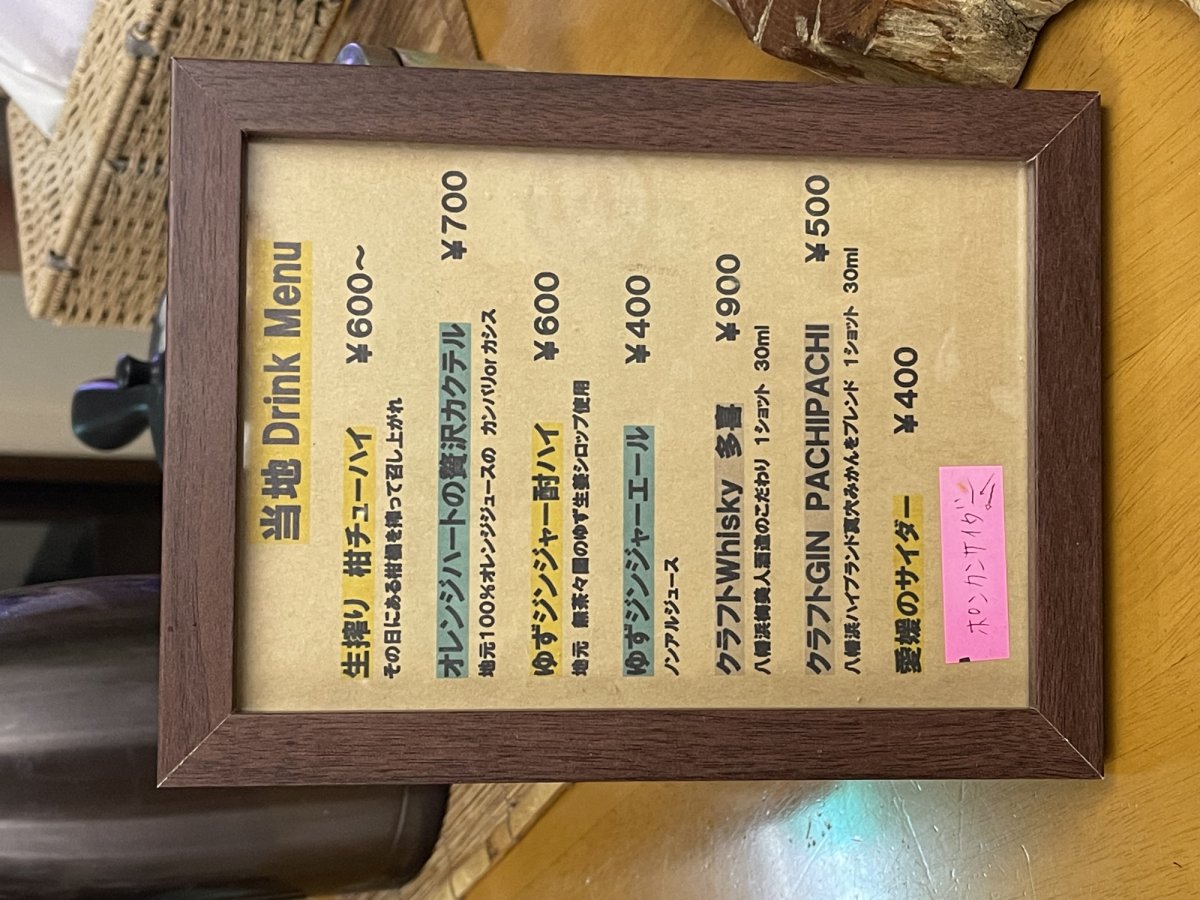 当地 Drink Menu
生搾り 柑チューハイ ¥600～
その日にある柑橘を搾って召し上がれ
オレンジハートの贅沢カクテル ¥700
地元100%オレンジジュースの カンパリorカシス
ゆずジンジャー酎ハイ ¥600
地元 無茶々園のゆず生姜シロップ使用
ゆずジンジャーエール ¥400
ノンアルジュース
クラフトWhisky 多喜 ¥900
八幡浜梅美人酒造のこだわり 1ショット 30ml
クラフトGIN PACHIPACHI ¥500
八幡浜ハイブランド真穴みかんをブレンド 1ショット 30ml
愛媛のサイダー ¥400
ポンカンサイダー